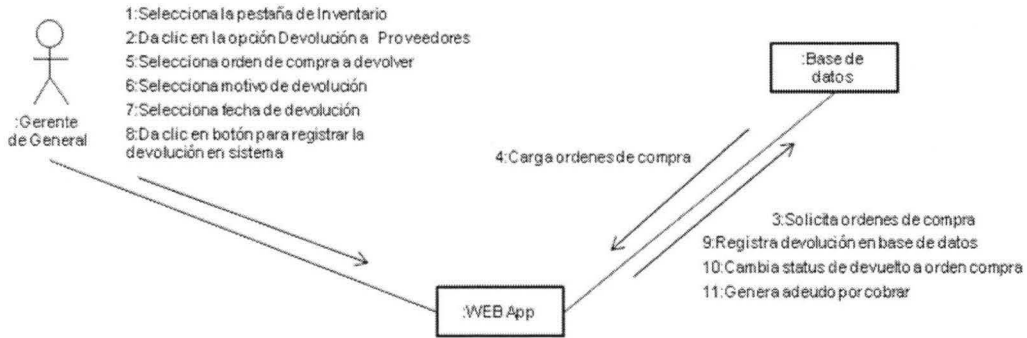 1:Selecciona la pestaña de Inventario
2:Da clic en la opción Devolución a Proveedores
5:Selecciona orden de compra a devolver
6:Selecciona motivo de devolución
7:Selecciona fecha de devolución
8:Da clic en botón para registrar la
devolución en sistema
:Gerente
de General
:Base de
datos
4:Carga ordenes de compra
3:Solicita ordenes de compra
9:Registra devolución en base de datos
10:Cambia status de devuelto a orden compra
11:Genera adeudo por cobrar
:WEB App